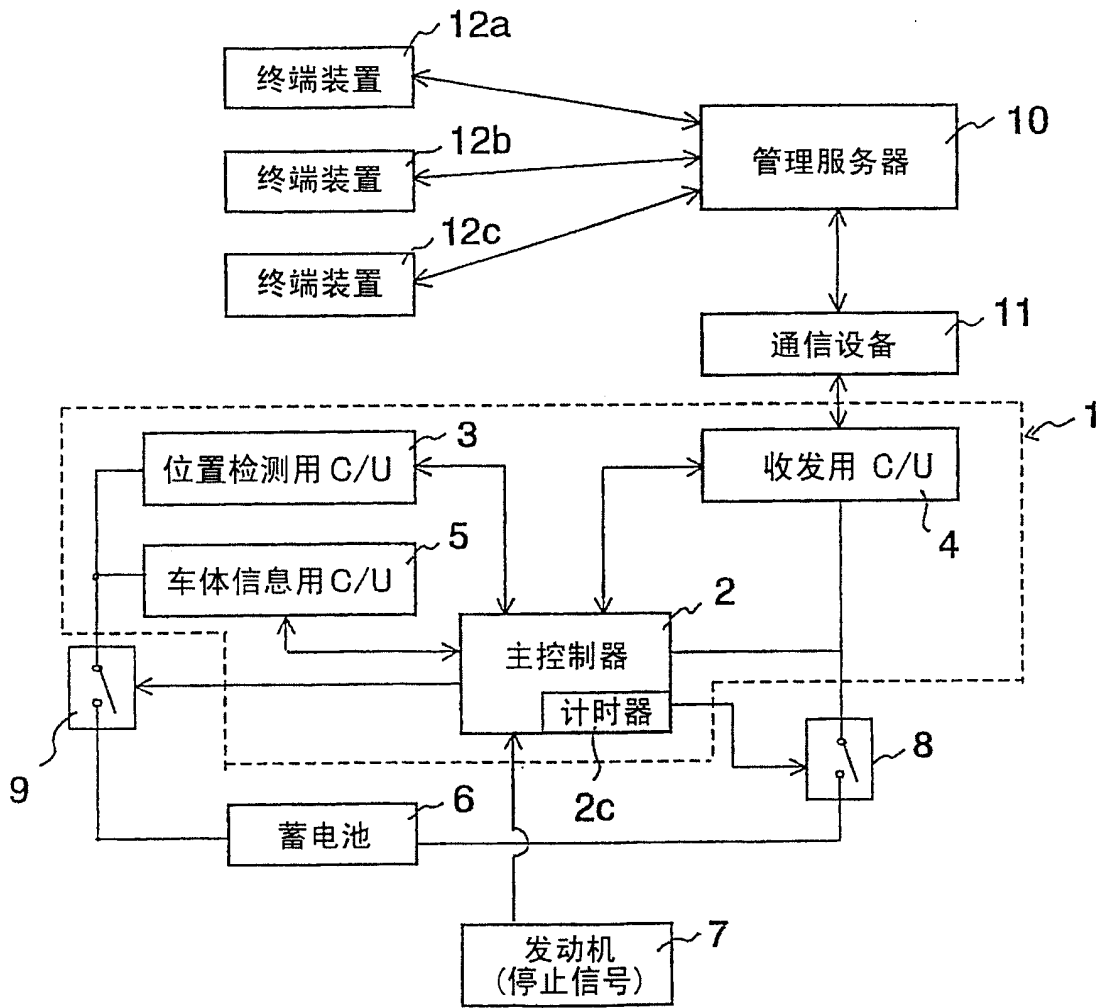 12a
终端装置
12b
终端装置
12c
终端装置
10
管理服务器
11
通信设备
1
3
位置检测用 C/U
收发用 C/U
4
5
车体信息用 C/U
2
主控制器
计时器
2c
9
8
6
蓄电池
7
发动机
(停止信号)